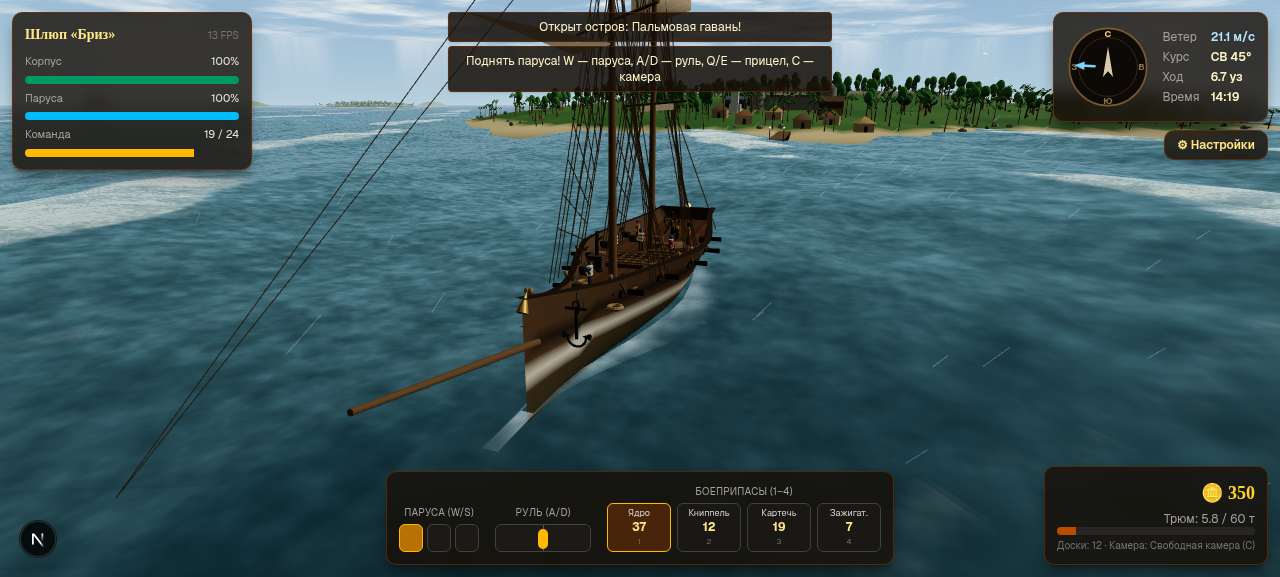 Шлюп «Бриз»
13 FPS
Корпус
100%
Паруса
100%
Команда
19 / 24
Открыт остров: Пальмовая гавань!
Поднять паруса! W — паруса, A/D — руль, Q/E — прицел, C —
камера
С
З
В
Ю
Ветер 21.1 м/с
Курс СВ 45°
Ход 6.7 уз
Время 14:19
⚙ Настройки
ПАРУСА (W/S)
РУЛЬ (A/D)
БОЕПРИПАСЫ (1–4)
Ядро
37
1
Книппель
12
2
Картечь
19
3
Зажигат.
7
4
350
Трюм: 5.8 / 60 т
Доски: 12 · Камера: Свободная камера (C)
N